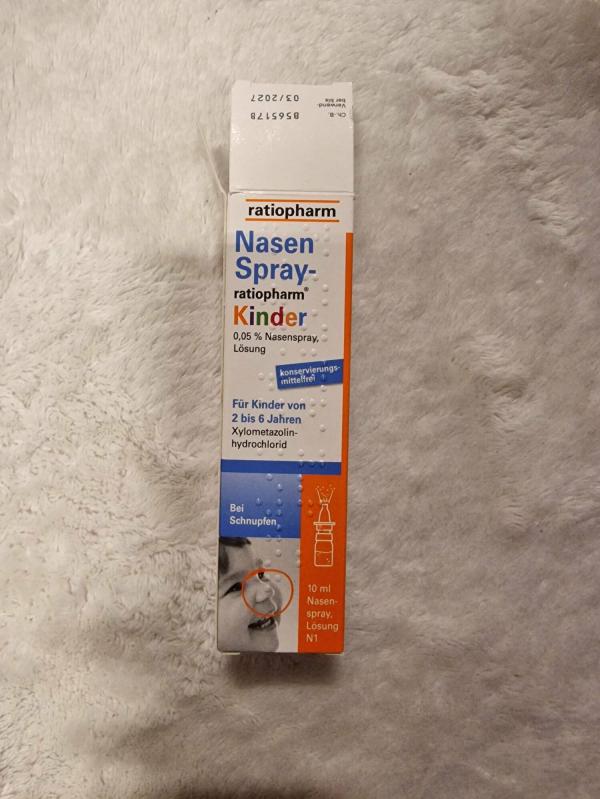 Ch.-B. 8565178
Verwend-
bar bis 03/2027
ratiopharm
Nasen
Spray-
ratiopharm®
Kinder
0,05 % Nasenspray,
Lösung
konservierungs-
mittelfrei
Für Kinder von
2 bis 6 Jahren
Xylometazolin-
hydrochlorid
Bei
Schnupfen
10 ml
Nasen-
spray,
Lösung
N1